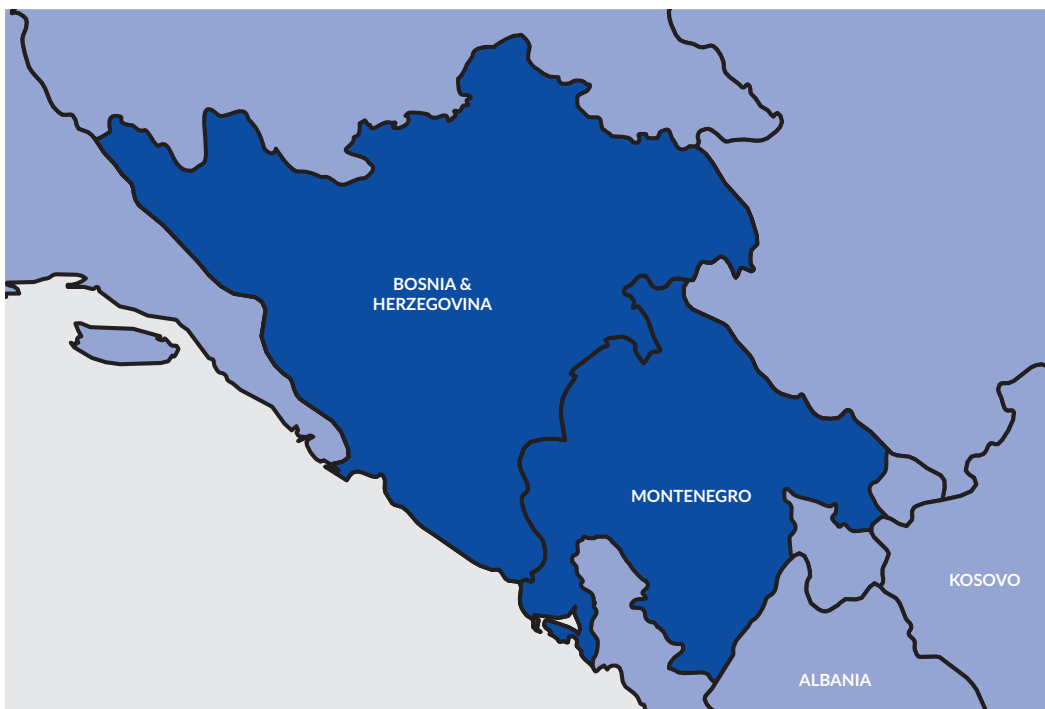 BOSNIA &
HERZEGOVINA
MONTENEGRO
KOSOVO
ALBANIA